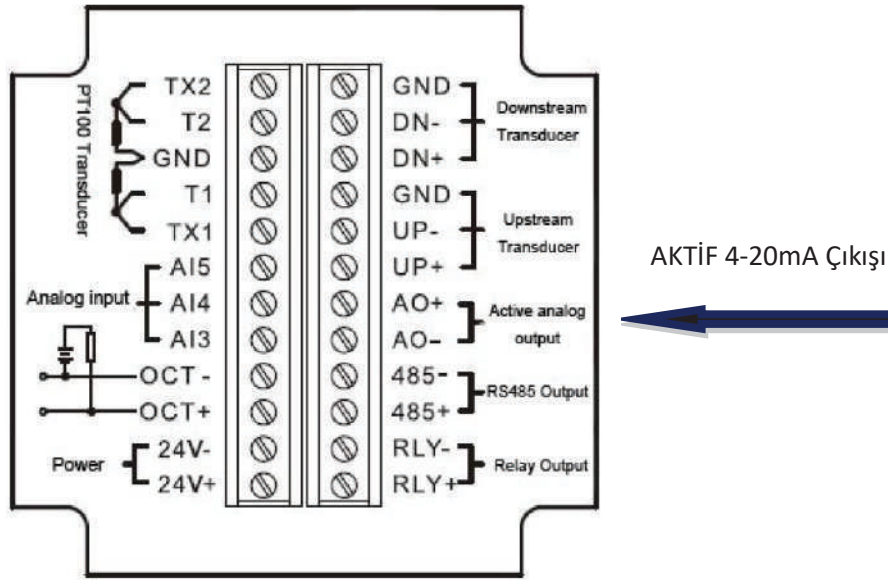 PT100 Transducer
TX2
T2
GND
T1
TX1
Analog input
AI5
AI4
AI3
OCT -
OCT+
Power
24V-
24V+
GND
DN-
DN+
Downstream
Transducer
GND
UP-
UP+
Upstream
Transducer
AO+
AO-
Active analog
output
485-
485+
RS485 Output
RLY-
RLY+
Relay Output
AKTİF 4-20mA Çıkışı